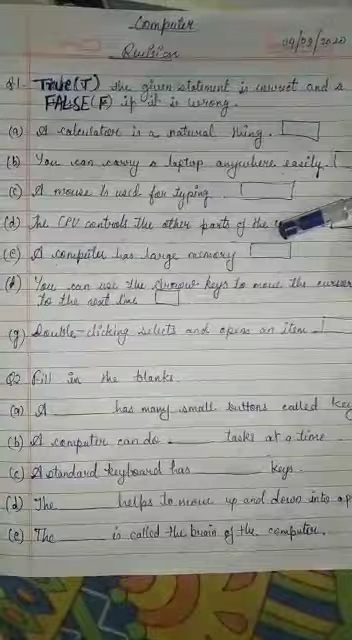 Computer
Revision
09/09/2020
Q1. TRUE(T) the given statement is correct and a
FALSE(F) if it is wrong.
(a) A calculator is a natural thing.
(b) You can carry a laptop anywhere easily.
(c) A mouse is used for typing.
(d) The CPU controls the other parts of the
(e) A computer has large memory
(f) You can use the arrow keys to move the cursor
to the next line
(g) Double-clicking selects and opens an item.
Q2 Fill in the blanks.
(a) A ______ has many small buttons called key
(b) A computer can do ______ tasks at a time.
(c) A standard keyboard has ______ keys.
(d) The ______ helps to move up and down into a p
(e) The ______ is called the brain of the computer.